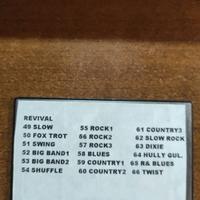 REVIVAL
49 SLOW 55 ROCK1 61 COUNTRY3
50 FOX TROT 56 ROCK2 62 SLOW ROCK
51 SWING 57 ROCK3 63 DIXIE
52 BIG BAND1 58 BLUES 64 HULLY GUL.
53 BIG BAND2 59 COUNTRY1 65 R& BLUES
54 SHUFFLE 60 COUNTRY2 66 TWIST